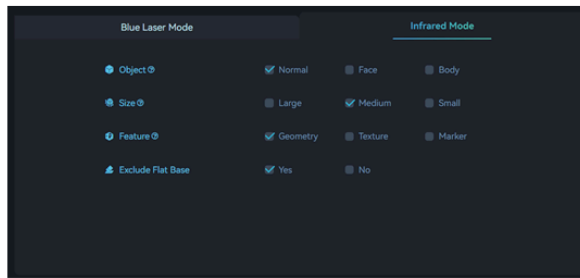 Blue Laser Mode Infrared Mode
Object ? Normal Face Body
Size ? Large Medium Small
Feature ? Geometry Texture Marker
Exclude Flat Base Yes No